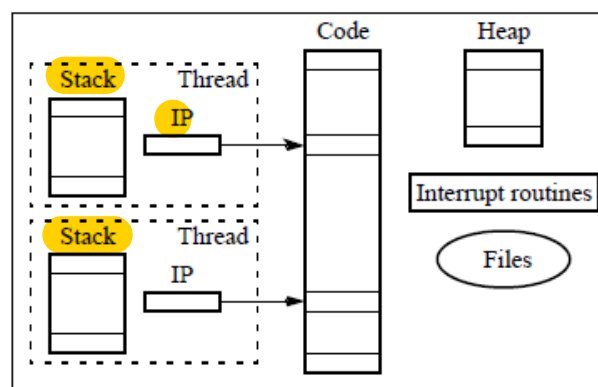 Code
Heap
Stack
Thread
IP
Interrupt routines
Stack
Thread
IP
Files